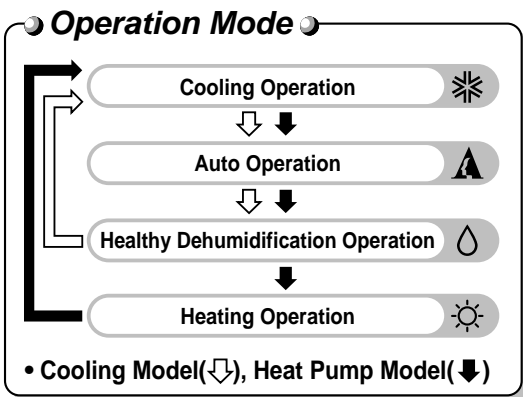 Operation Mode
Cooling Operation
Auto Operation
Healthy Dehumidification Operation
Heating Operation
• Cooling Model(⇩), Heat Pump Model(⬇)